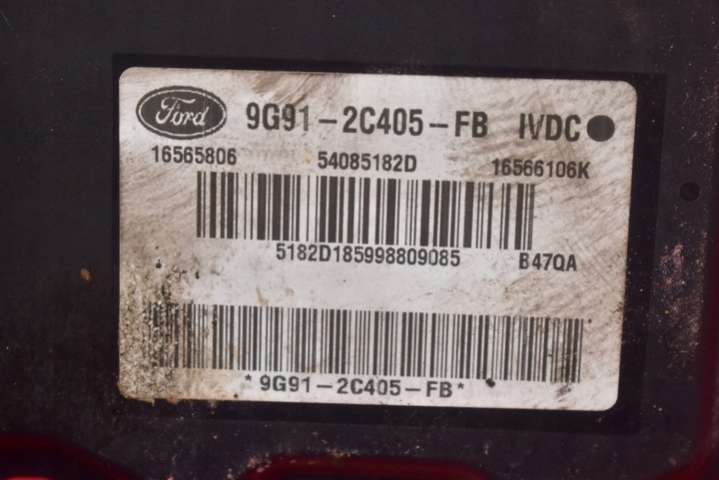 Ford 9G91-2C405-FB IVDC
16565806 54085182D 16566106K
5182D185998809085 B47QA
*9G91-2C405-FB*